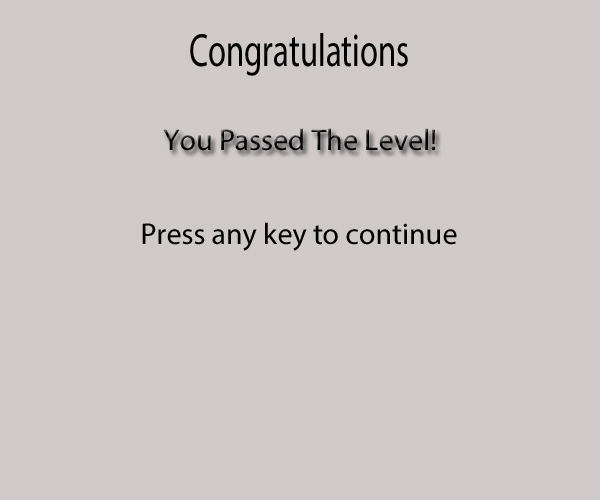 Congratulations
You Passed The Level!
Press any key to continue